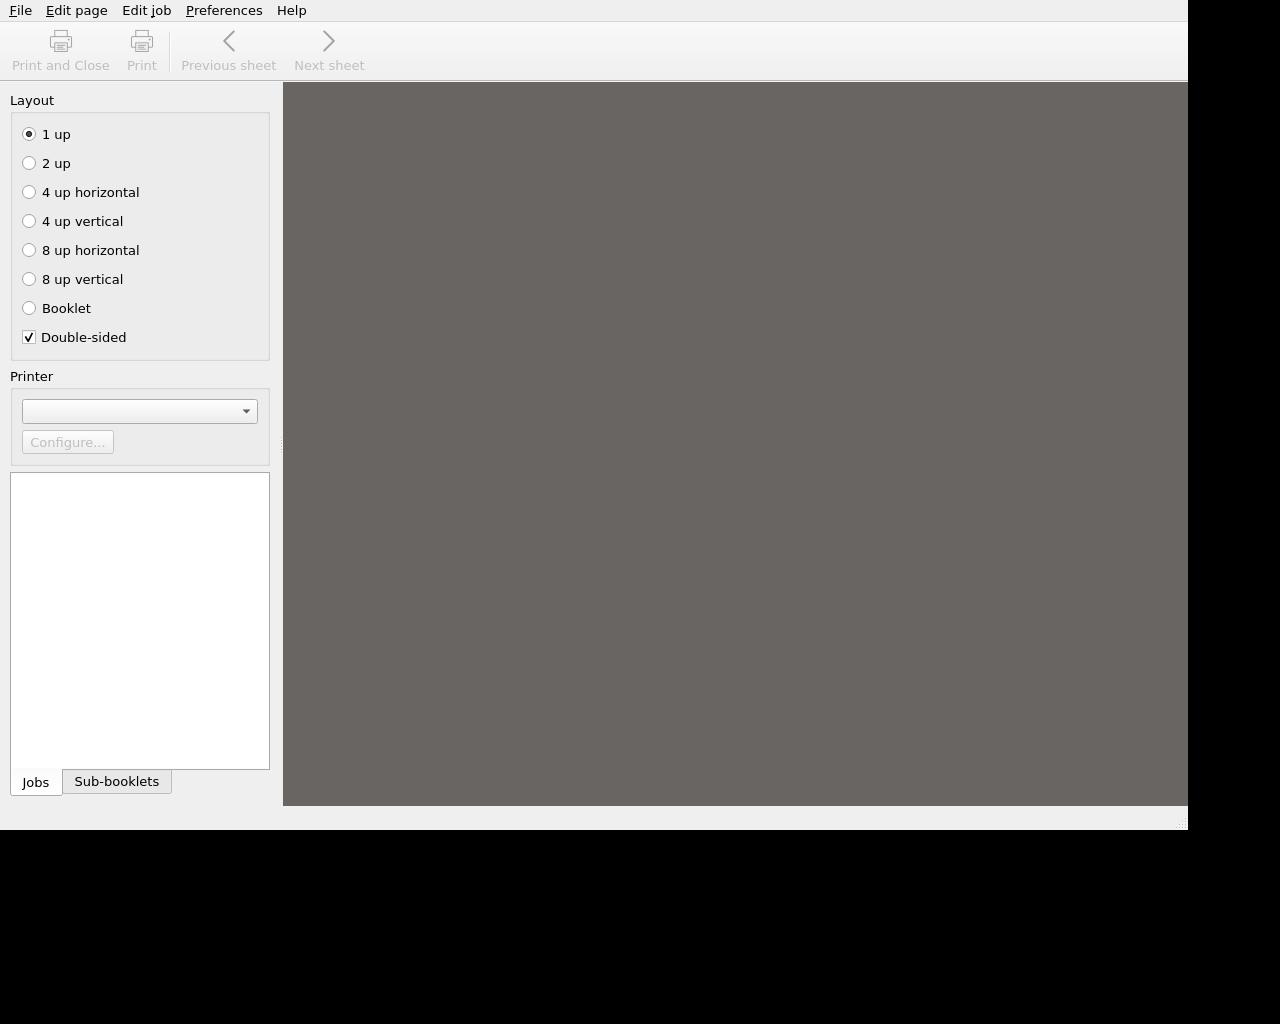 File Edit page Edit job Preferences Help
Print and Close Print Previous sheet Next sheet
Layout
1 up
2 up
4 up horizontal
4 up vertical
8 up horizontal
8 up vertical
Booklet
Double-sided
Printer
Configure...
Jobs Sub-booklets